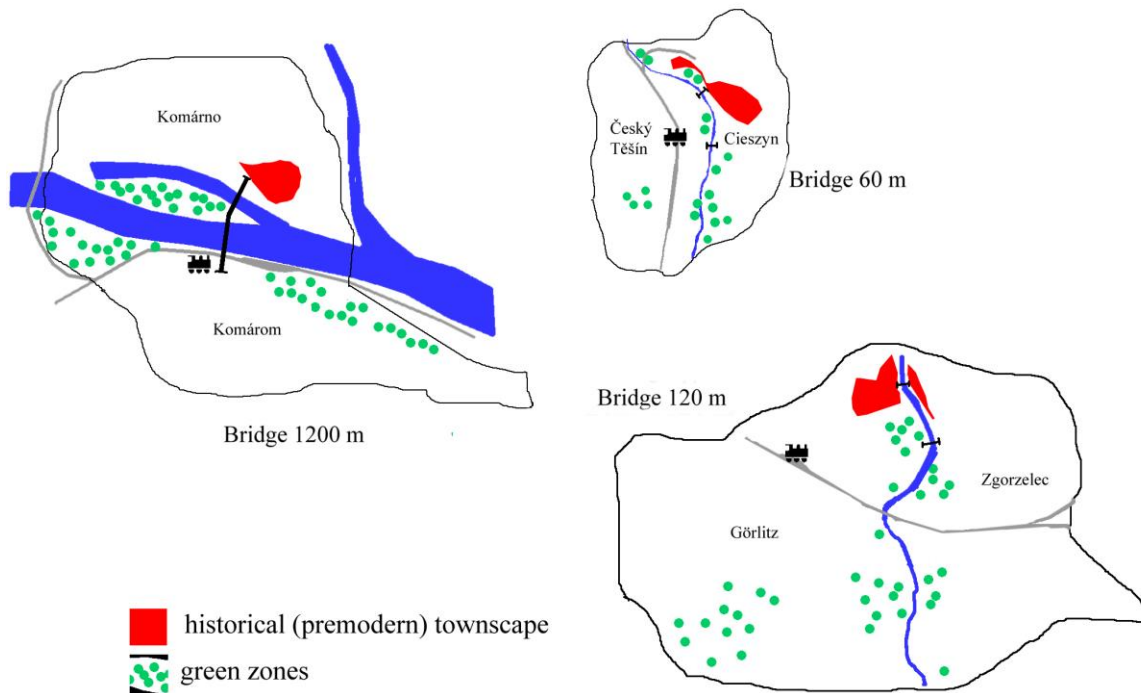 Komárno
Komárom
Bridge 1200 m
Český
Těšín
Cieszyn
Bridge 60 m
Bridge 120 m
Zgorzelec
Görlitz
historical (premodern) townscape
green zones